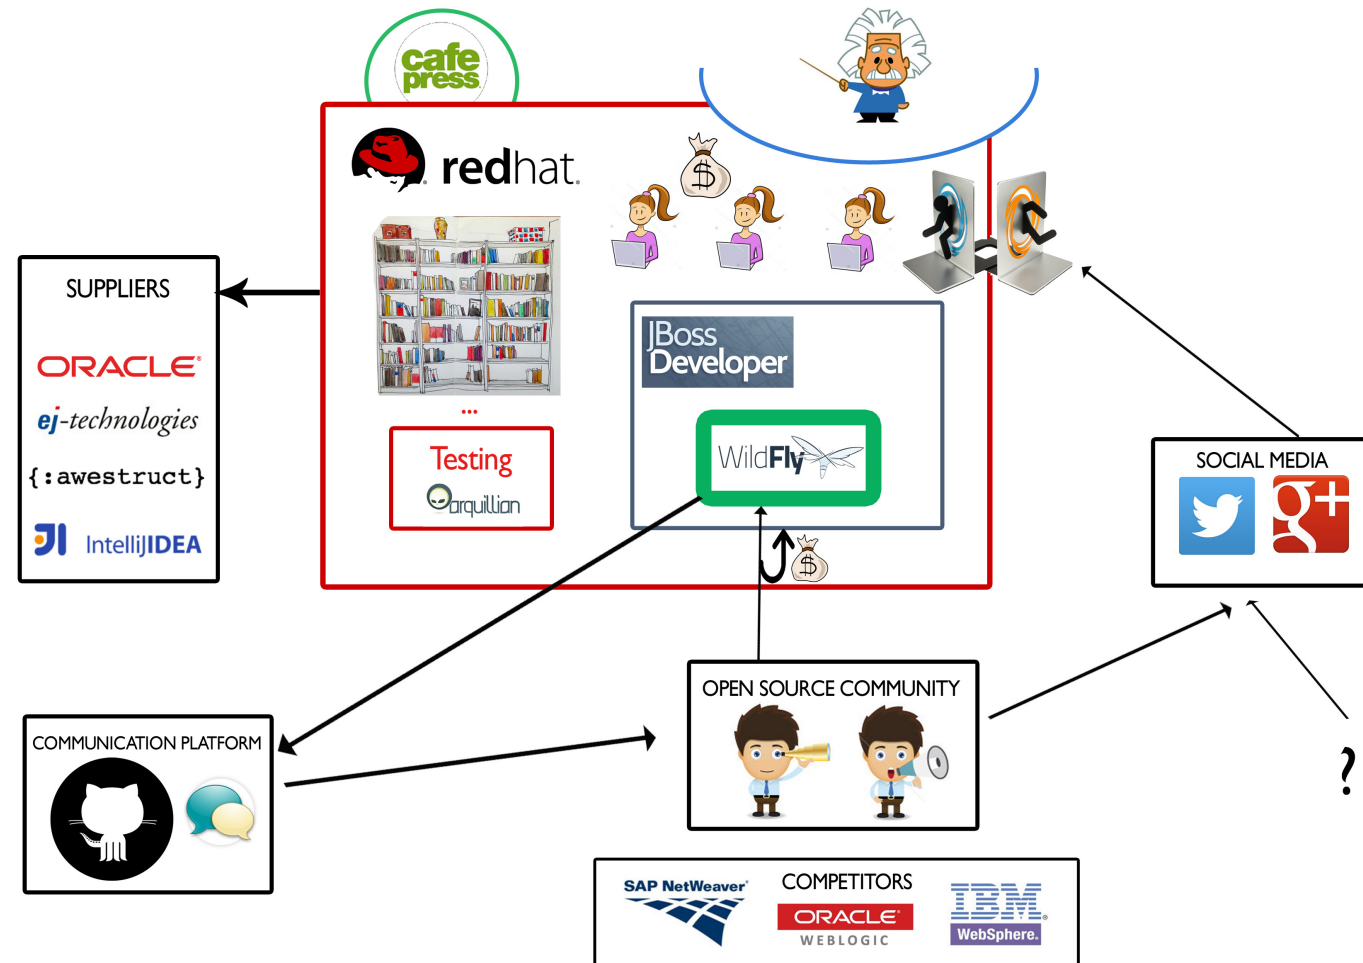 cafe
press
redhat.
$
SUPPLIERS
ORACLE®
ej-technologies
{:awestruct}
JI IntelliJIDEA
JBoss
Developer
WildFly
...
Testing
arquillian
$
SOCIAL MEDIA
g+
OPEN SOURCE COMMUNITY
COMMUNICATION PLATFORM
?
COMPETITORS
SAP NetWeaver®
ORACLE®
WEBLOGIC
IBM®
WebSphere.